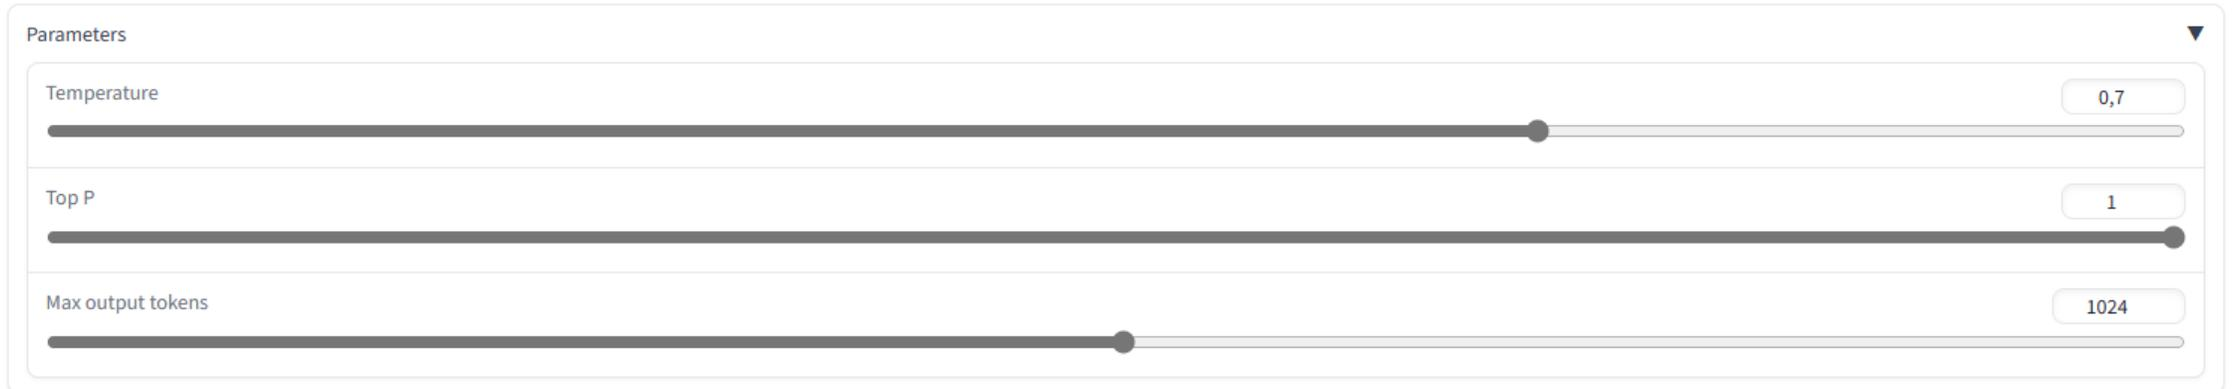 Parameters
Temperature
0,7
Top P
1
Max output tokens
1024